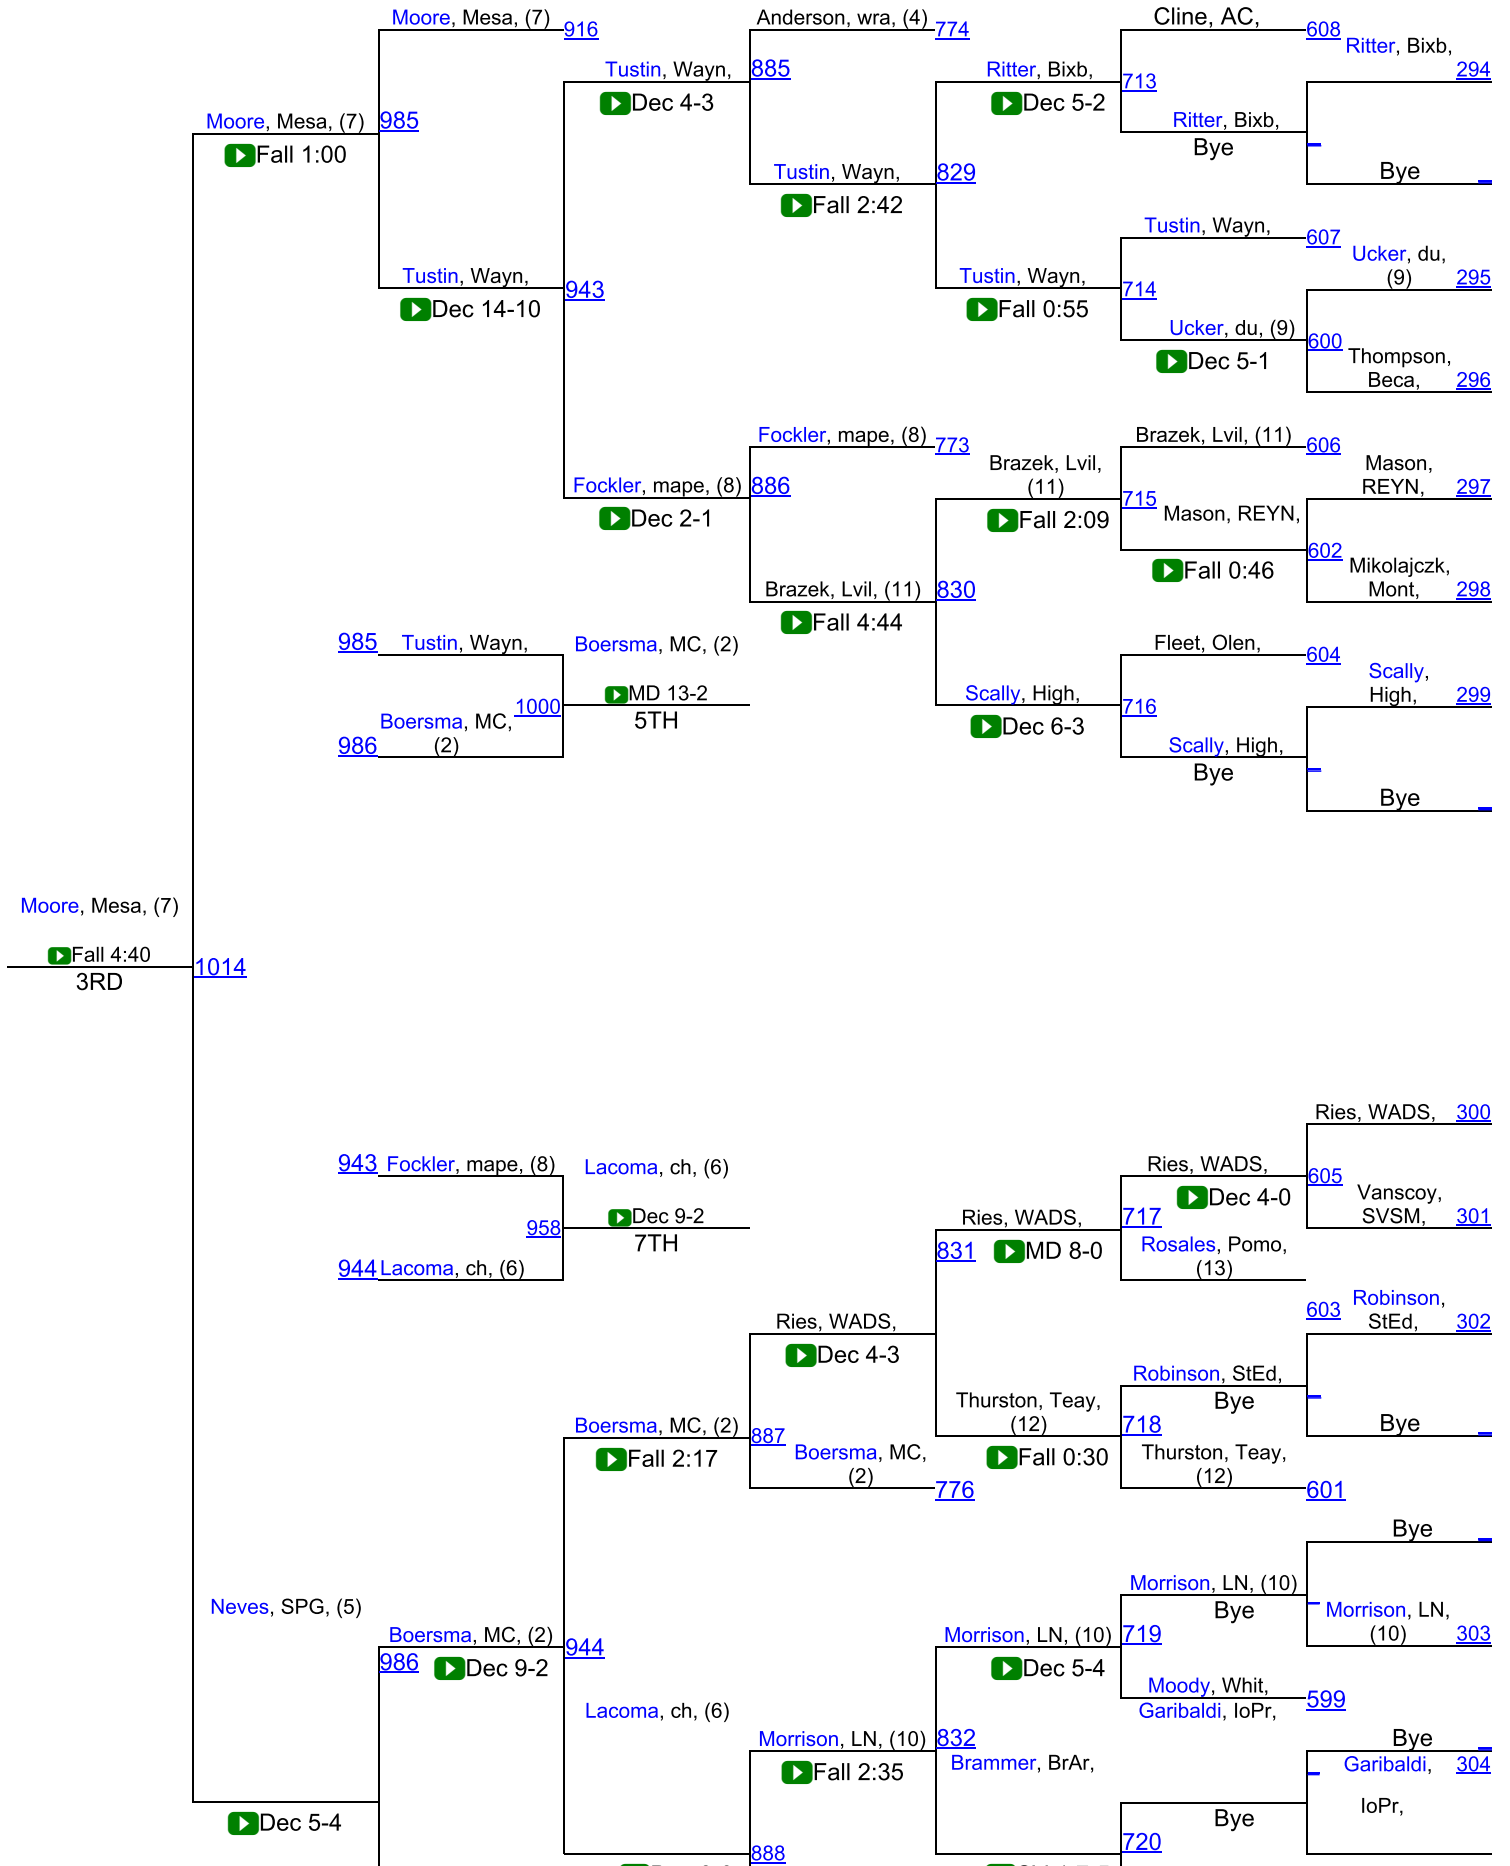 Moore, Mesa, (7)
916
Anderson, wra, (4)
774
Cline, AC,
608
Ritter, Bixb,
294
Tustin, Wayn,
885
Dec 4-3
Ritter, Bixb,
Dec 5-2
713
Moore, Mesa, (7)
985
Fall 1:00
Ritter, Bixb,
Bye
Bye
Tustin, Wayn,
829
Fall 2:42
Tustin, Wayn,
607
Ucker, du,
(9)
295
Tustin, Wayn,
Dec 14-10
943
Tustin, Wayn,
Fall 0:55
714
Ucker, du, (9)
Dec 5-1
600
Thompson,
Beca,
296
Fockler, mape, (8)
773
Brazek, Lvil, (11)
606
Brazek, Lvil,
(11)
Fall 2:09
715
Mason,
REYN,
297
Fockler, mape, (8)
886
Dec 2-1
Mason, REYN,
Fall 0:46
602
Mikolajczk,
Mont,
298
Brazek, Lvil, (11)
830
Fall 4:44
985
Tustin, Wayn,
Boersma, MC, (2)
MD 13-2
5TH
1000
Boersma, MC,
(2)
986
Fleet, Olen,
604
Scally,
High,
299
Scally, High,
Dec 6-3
716
Scally, High,
Bye
Bye
Moore, Mesa, (7)
Fall 4:40
3RD
1014
Ries, WADS,
300
943
Fockler, mape, (8)
Lacoma, ch, (6)
Dec 9-2
7TH
958
944
Lacoma, ch, (6)
Ries, WADS,
Dec 4-0
605
Vanscoy,
SVSM,
301
Ries, WADS,
MD 8-0
717
831
Rosales, Pomo,
(13)
603
Robinson,
StEd,
302
Ries, WADS,
Dec 4-3
Robinson, StEd,
Bye
Bye
Thurston, Teay,
(12)
Fall 0:30
718
Boersma, MC, (2)
Fall 2:17
887
Boersma, MC,
(2)
776
Thurston, Teay,
(12)
601
Bye
Morrison, LN, (10)
Bye
Morrison, LN,
(10)
303
Neves, SPG, (5)
Boersma, MC, (2)
986
Dec 9-2
944
Morrison, LN, (10)
Dec 5-4
719
Moody, Whit,
599
Lacoma, ch, (6)
Garibaldi, IoPr,
Morrison, LN, (10)
832
Fall 2:35
Brammer, BrAr,
Bye
Garibaldi,
IoPr,
304
Dec 5-4
Bye
720
888